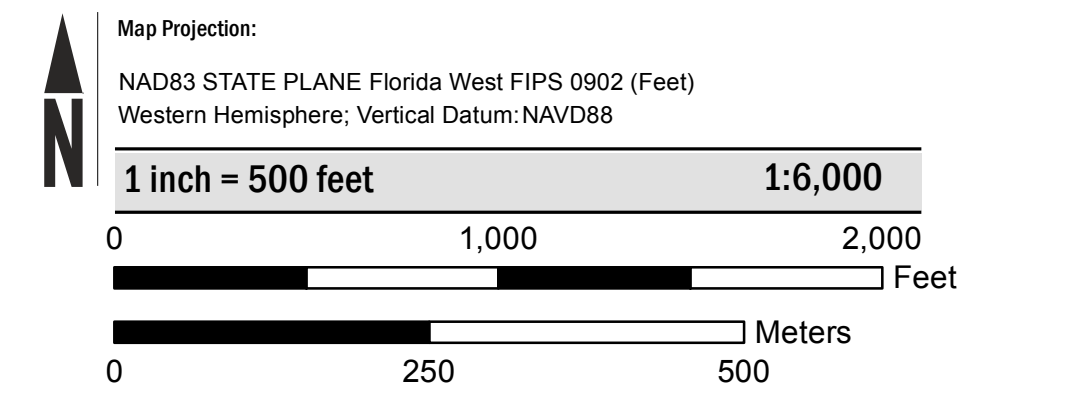 Map Projection:
N
NAD83 STATE PLANE Florida West FIPS 0902 (Feet)
Western Hemisphere; Vertical Datum: NAVD88
1 inch = 500 feet 1:6,000
0 1,000 2,000
Feet
Meters
0 250 500